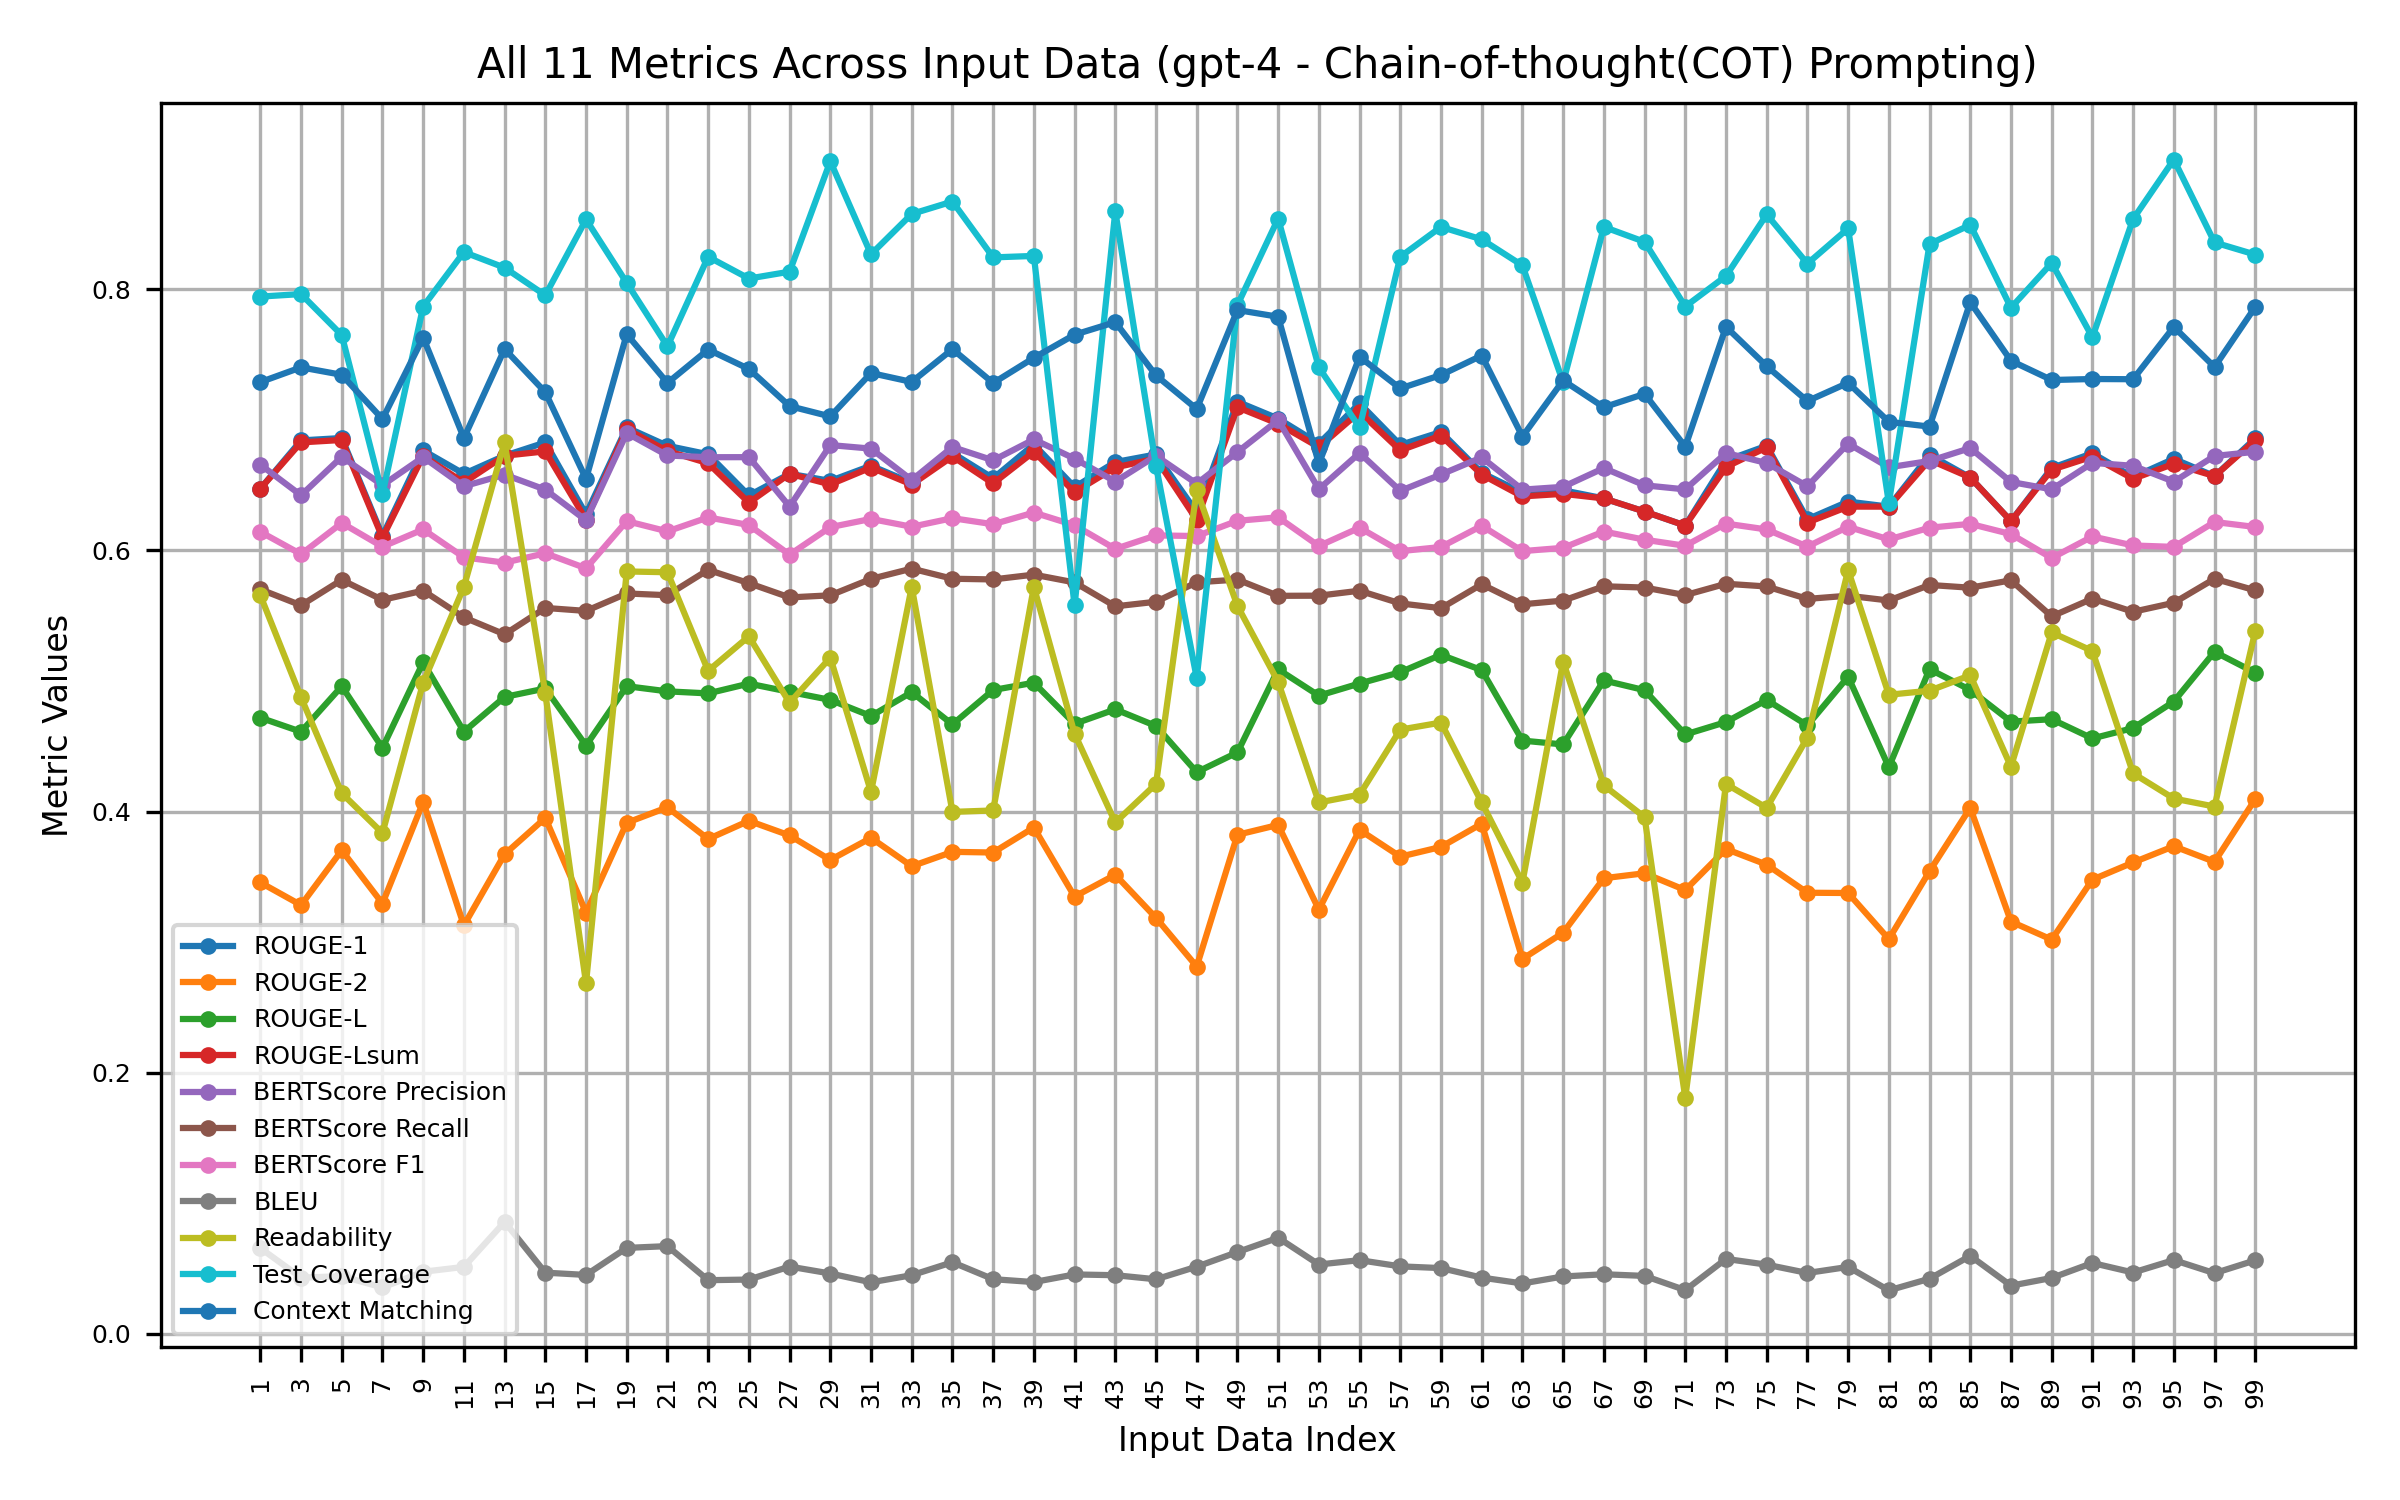 All 11 Metrics Across Input Data (gpt-4 - Chain-of-thought(COT) Prompting)
Metric Values
0.8
0.6
0.4
0.2
0.0
ROUGE-1
ROUGE-2
ROUGE-L
ROUGE-Lsum
BERTScore Precision
BERTScore Recall
BERTScore F1
BLEU
Readability
Test Coverage
Context Matching
1 3 5 7 9 11 13 15 17 19 21 23 25 27 29 31 33 35 37 39 41 43 45 47 49 51 53 55 57 59 61 63 65 67 69 71 73 75 77 79 81 83 85 87 89 91 93 95 97 99
Input Data Index